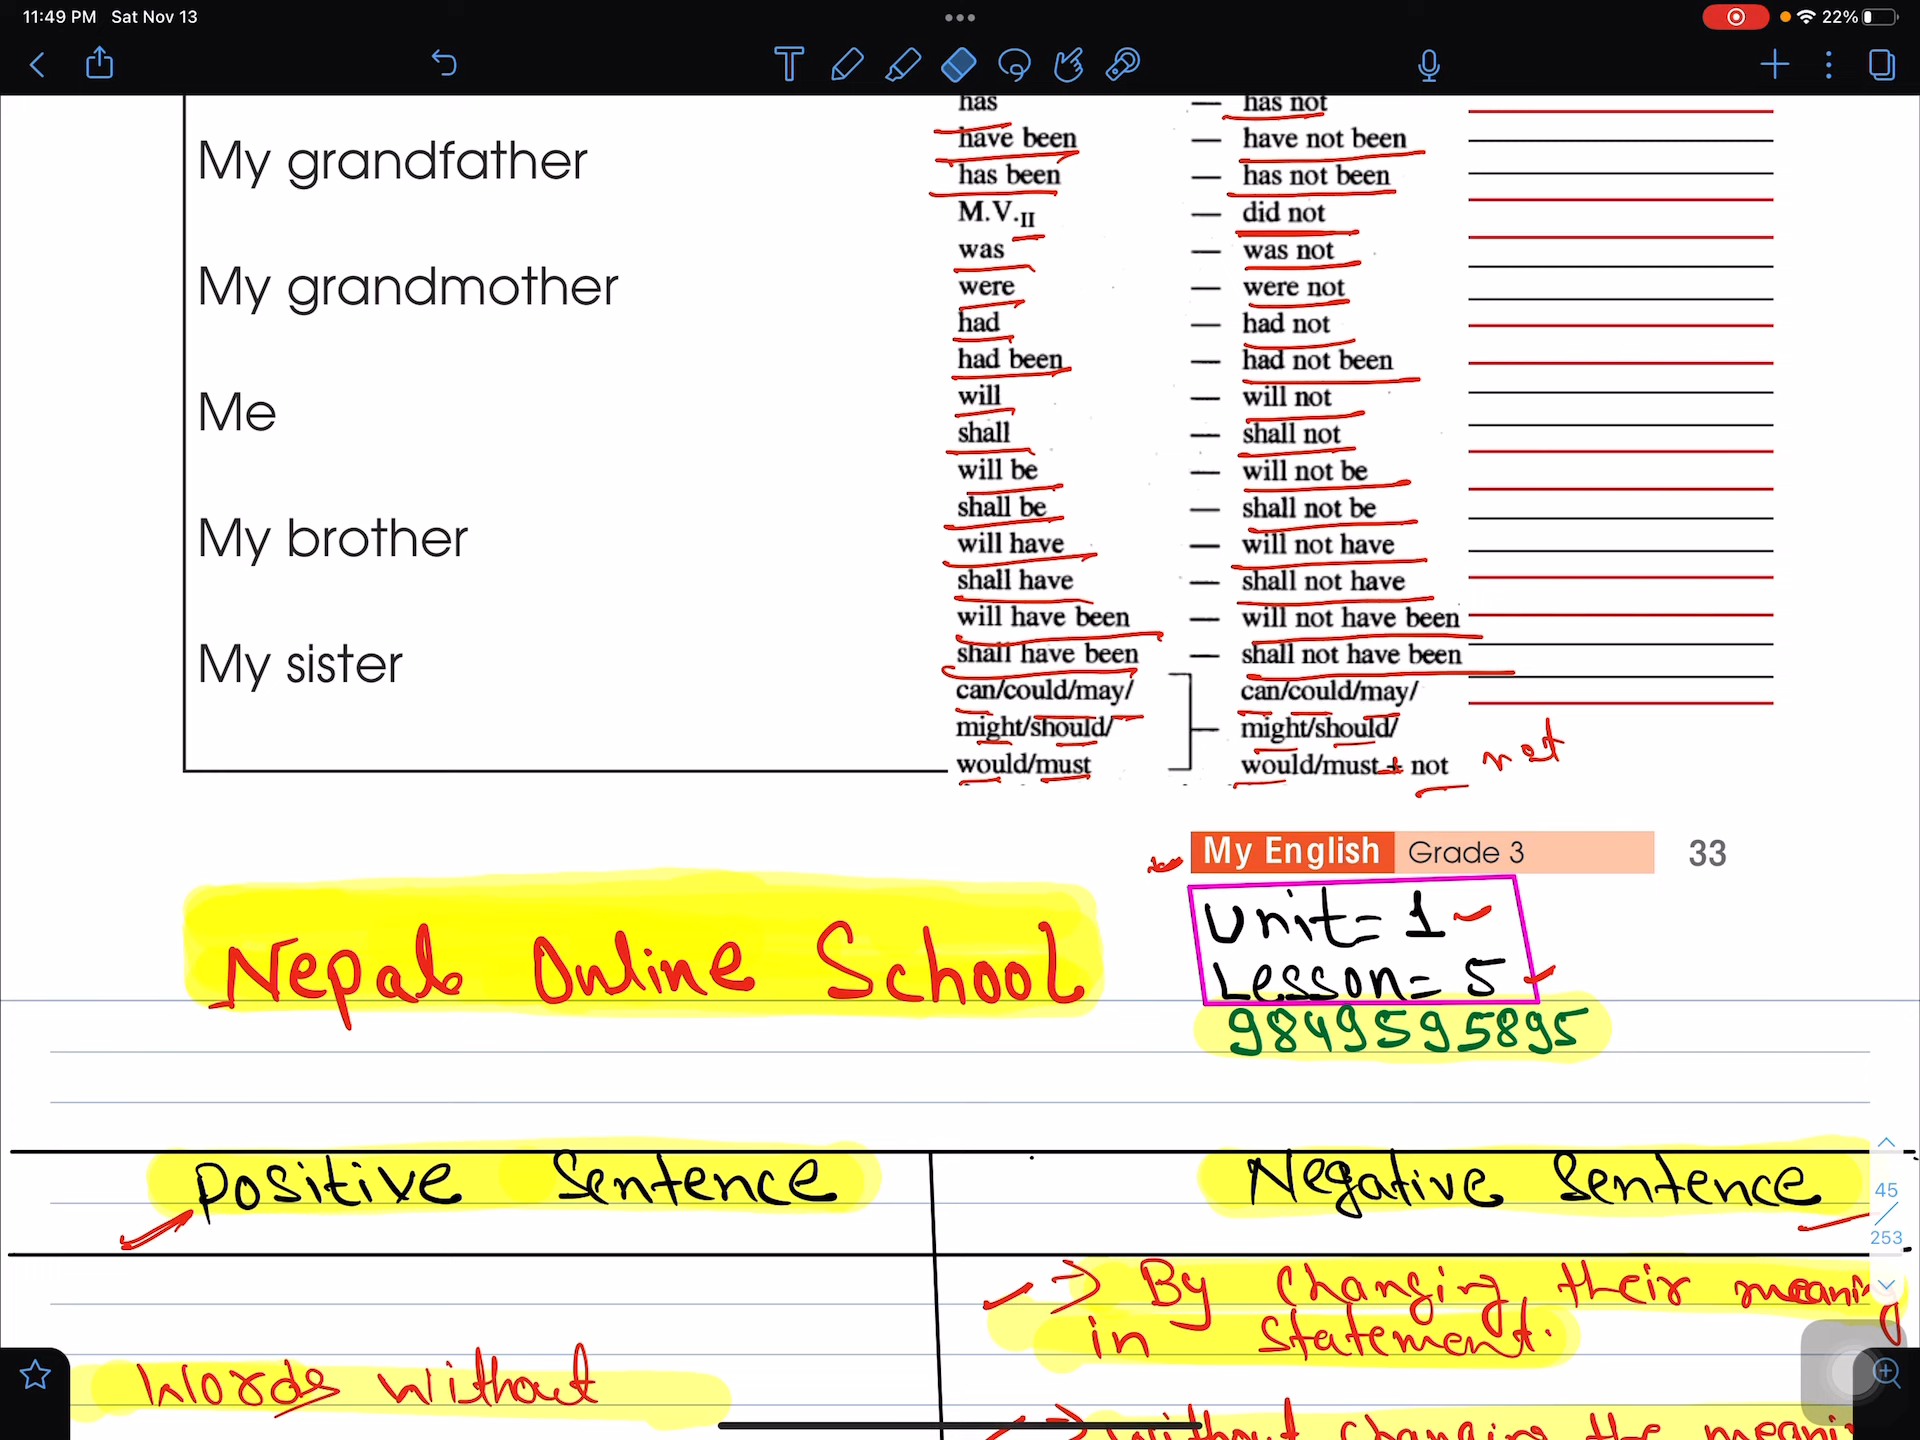 11:49 PM Sat Nov 13
22%
has — has not
My grandfather
have been — have not been
has been — has not been
M.V.II — did not
was — was not
My grandmother
were — were not
had — had not
had been — had not been
Me
will — will not
shall — shall not
will be — will not be
My brother
shall be — shall not be
will have — will not have
shall have — shall not have
will have been — will not have been
My sister
shall have been — shall not have been
can/could/may/ can/could/may/
might/should/ — might/should/
would/must would/must + not not
My English Grade 3 33
Unit= 1
Nepal Online School
Lesson= 5
9849595895
Positive Sentence Negative Sentence
45
253
→ By changing their meaning
in statement.
Words without
→ without changing the meani